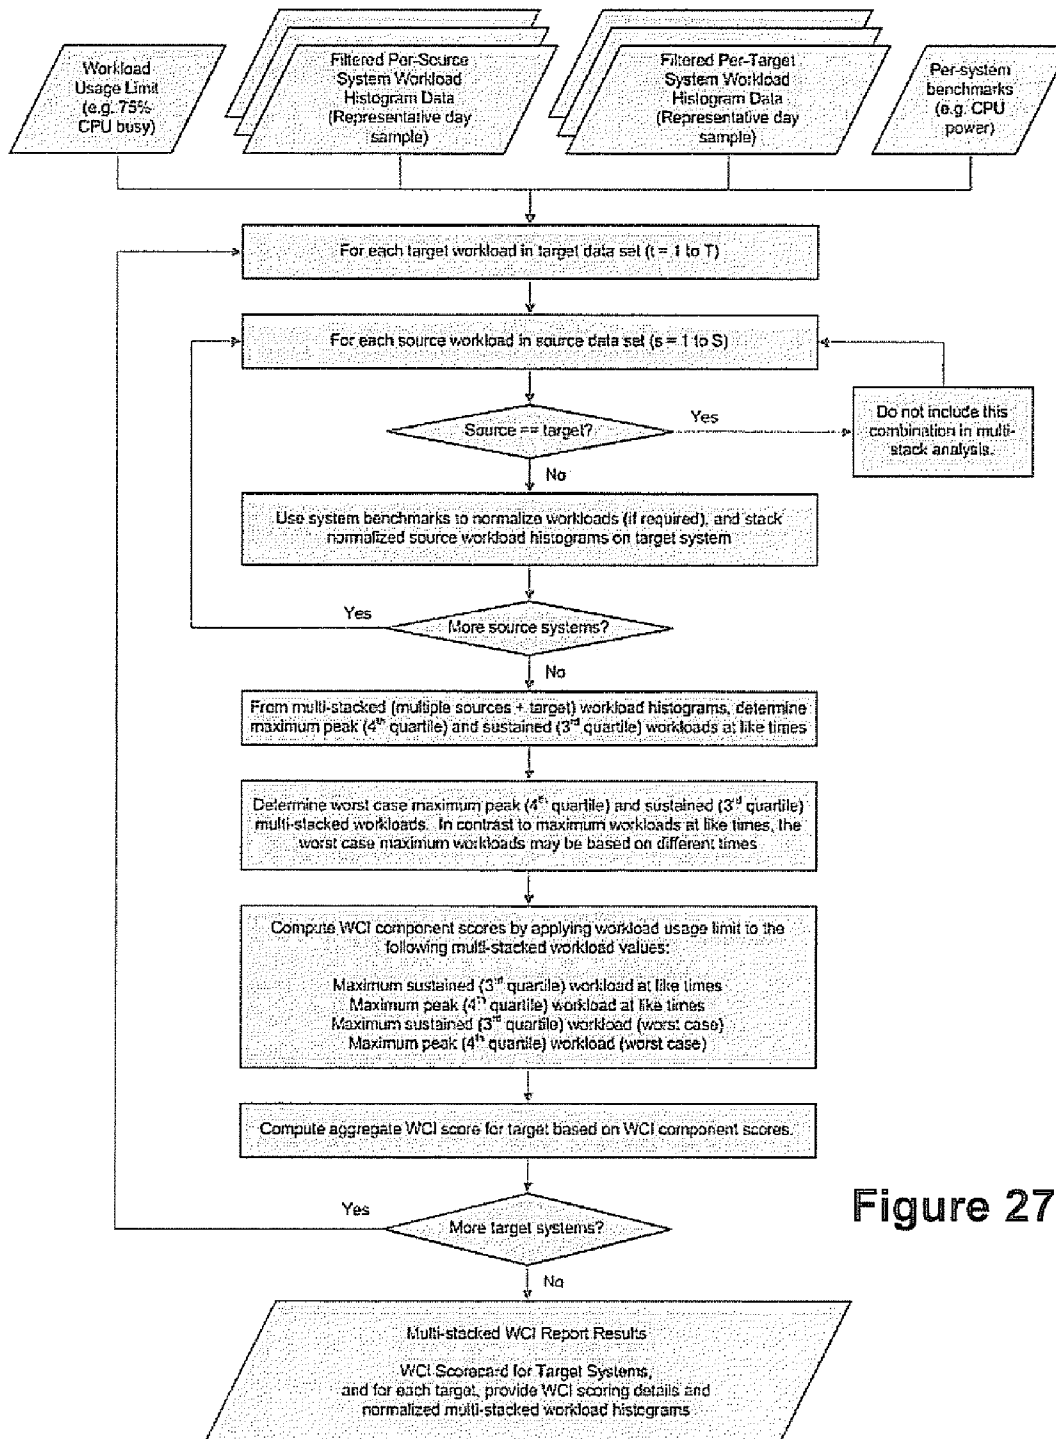 Workload
Usage Limit
(e.g. 75%
CPU busy)
Filtered Per-Source
System Workload
Histogram Data
(Representative day
sample)
Filtered Per-Target
System Workload
Histogram Data
(Representative day
sample)
Per-system
benchmarks
(e.g. CPU
power)
For each target workload in target data set (t = 1 to T)
For each source workload in source data set (s = 1 to S)
Source == target?
Yes
Do not include this
combination in multi-
stack analysis.
No
Use system benchmarks to normalize workloads (if required), and stack
normalized source workload histograms on target system
Yes
More source systems?
No
From multi-stacked (multiple sources + target) workload histograms, determine
maximum peak (4th quartile) and sustained (3rd quartile) workloads at like times
Determine worst case maximum peak (4th quartile) and sustained (3rd quartile)
multi-stacked workloads. In contrast to maximum workloads at like times, the
worst case maximum workloads may be based on different times
Compute WCI component scores by applying workload usage limit to the
following multi-stacked workload values:
Maximum sustained (3rd quartile) workload at like times
Maximum peak (4th quartile) workload at like times
Maximum sustained (3rd quartile) workload (worst case)
Maximum peak (4th quartile) workload (worst case)
Compute aggregate WCI score for target based on WCI component scores.
Yes
More target systems?
Figure 27
No
Multi-stacked WCI Report Results
WCI Scorecard for Target Systems,
and for each target, provide WCI scoring details and
normalized multi-stacked workload histograms